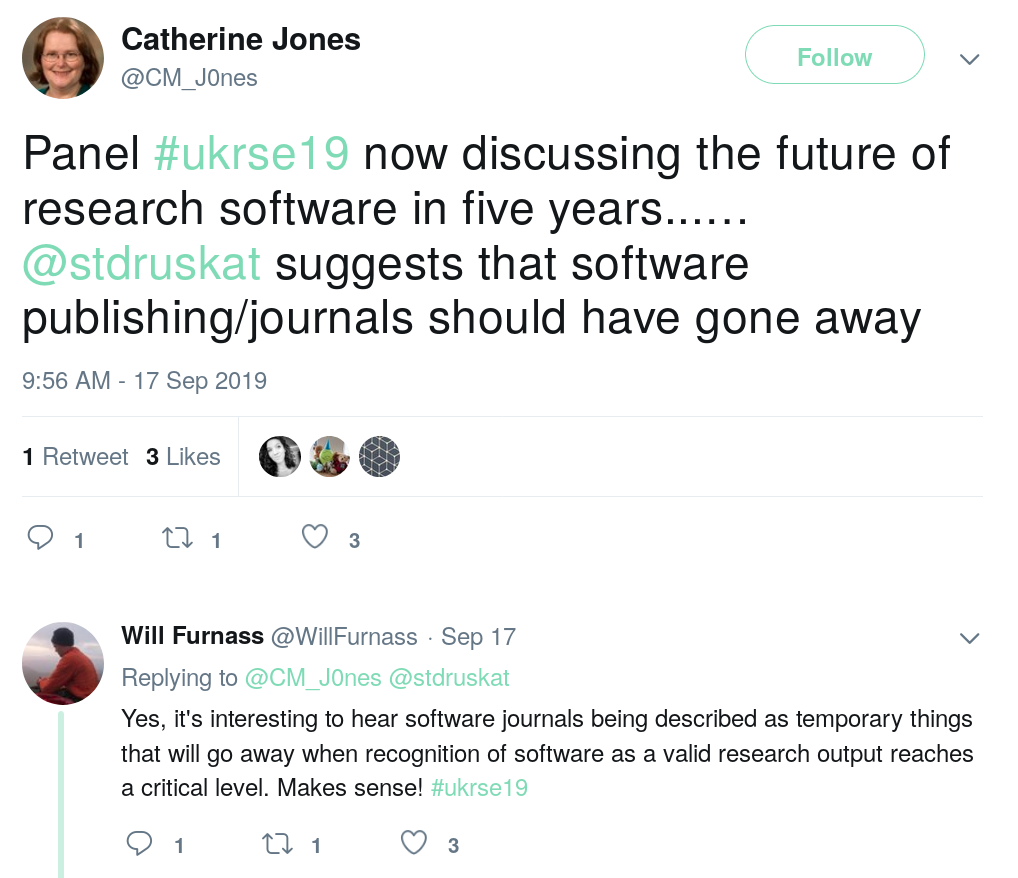 Catherine Jones
@CM_J0nes
Follow
Panel #ukrse19 now discussing the future of
research software in five years......
@stdruskat suggests that software
publishing/journals should have gone away
9:56 AM - 17 Sep 2019
1 Retweet 3 Likes
1 1 3
Will Furnass @WillFurnass · Sep 17
Replying to @CM_J0nes @stdruskat
Yes, it's interesting to hear software journals being described as temporary things
that will go away when recognition of software as a valid research output reaches
a critical level. Makes sense! #ukrse19
1 1 3